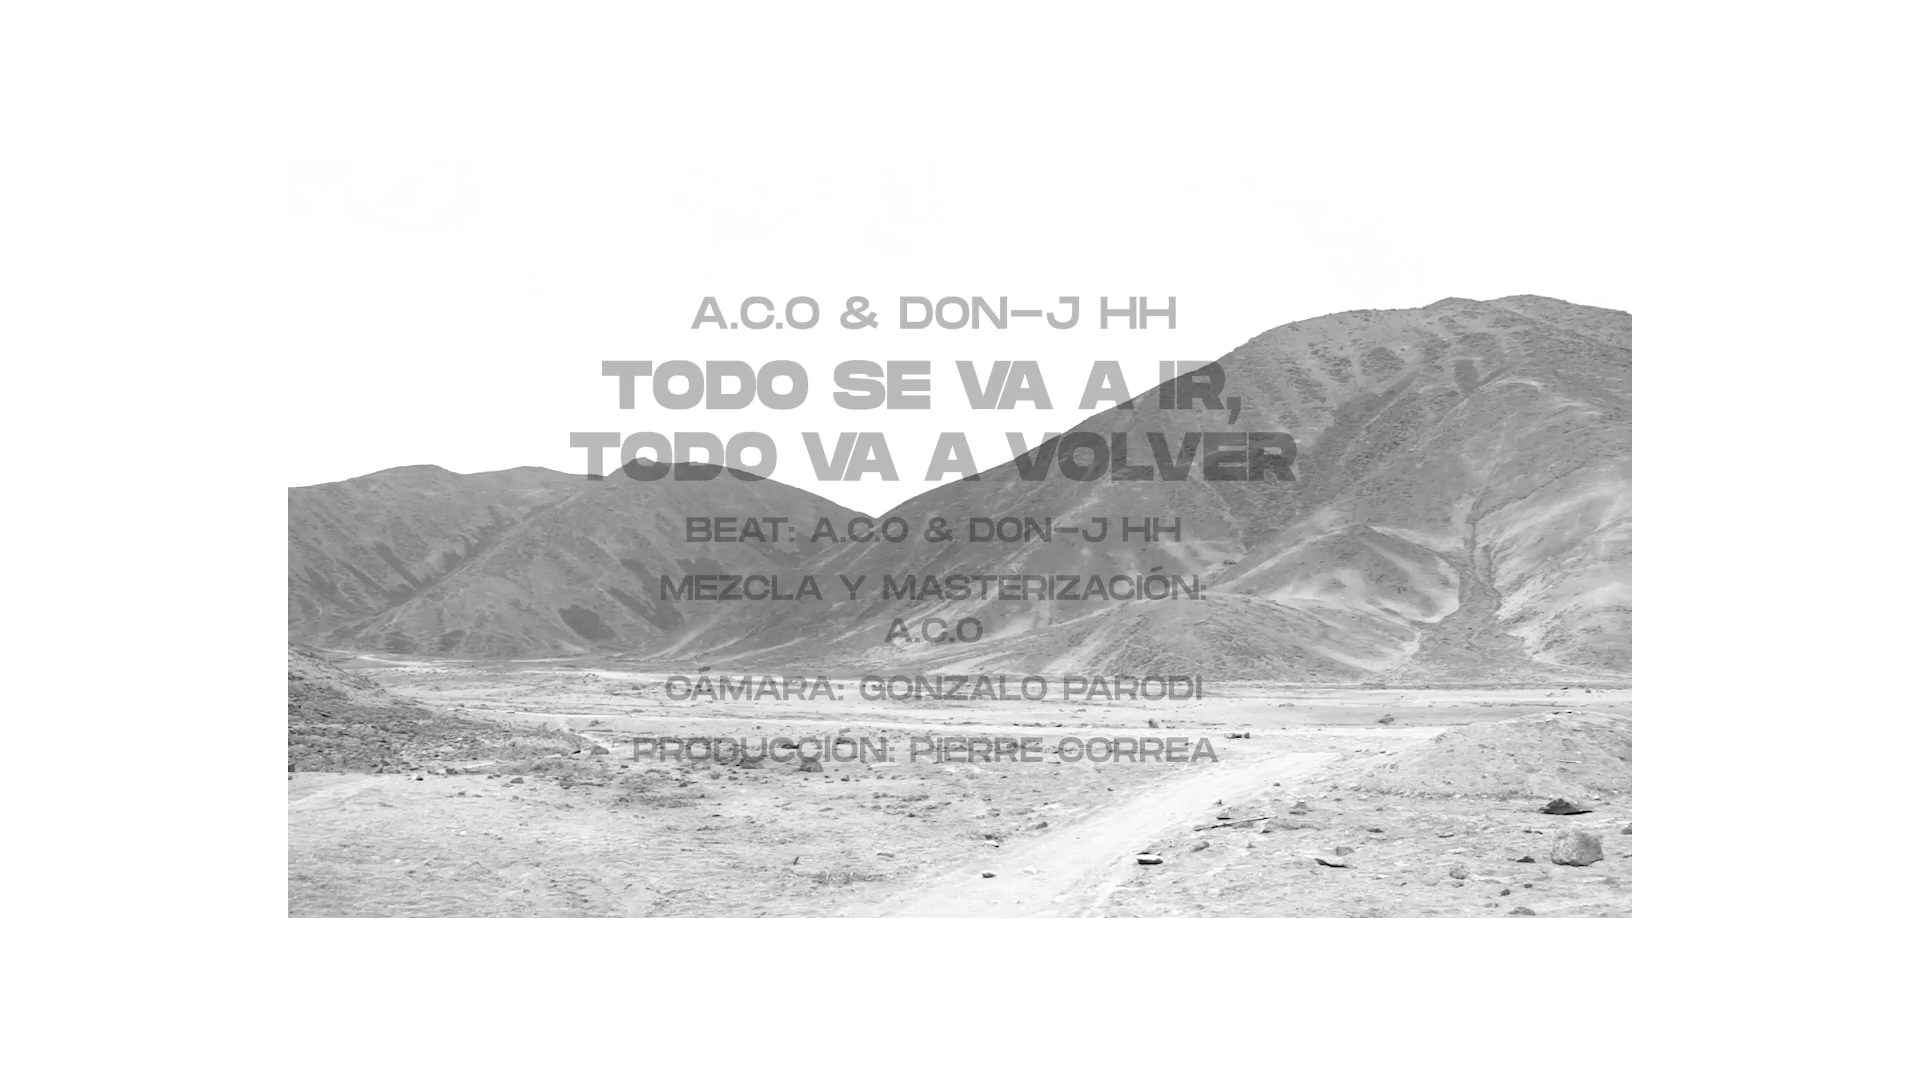 A.C.O & DON-J HH
TODO SE VA A IR,
TODO VA A VOLVER
BEAT: A.C.O & DON-J HH
MEZCLA Y MASTERIZACIÓN:
A.C.O
CÁMARA: GONZALO PARODI
PRODUCCIÓN: PIERRE CORREA